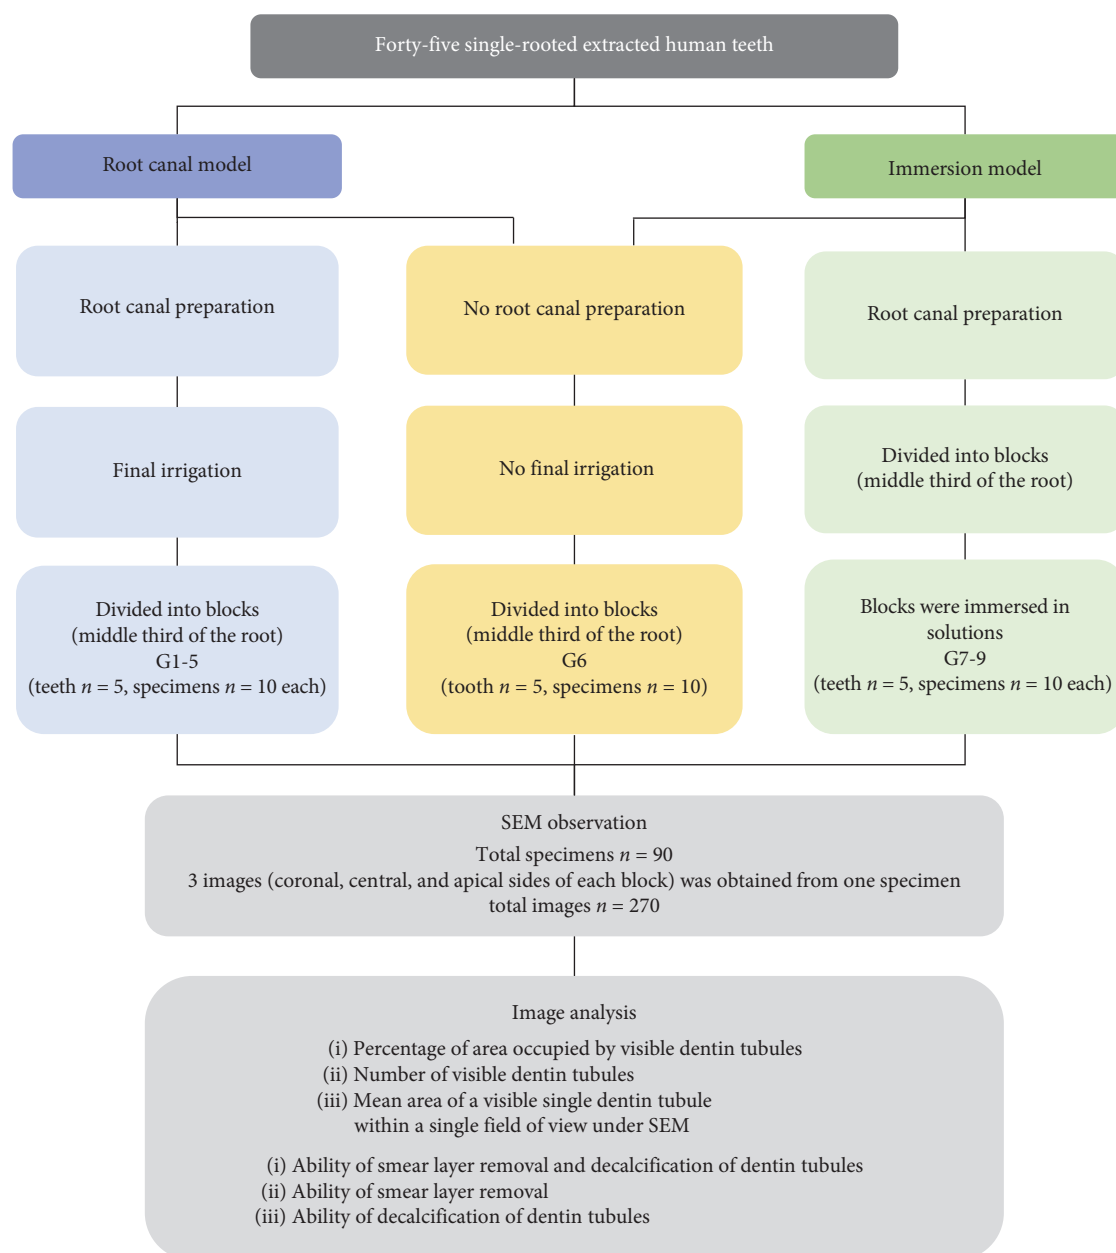 Forty-five single-rooted extracted human teeth
Root canal model
Immersion model
Root canal preparation
No root canal preparation
Root canal preparation
Final irrigation
No final irrigation
Divided into blocks
(middle third of the root)
Divided into blocks
(middle third of the root)
G1-5
(teeth n = 5, specimens n = 10 each)
Divided into blocks
(middle third of the root)
G6
(tooth n = 5, specimens n = 10)
Blocks were immersed in
solutions
G7-9
(teeth n = 5, specimens n = 10 each)
SEM observation
Total specimens n = 90
3 images (coronal, central, and apical sides of each block) was obtained from one specimen
total images n = 270
Image analysis
(i) Percentage of area occupied by visible dentin tubules
(ii) Number of visible dentin tubules
(iii) Mean area of a visible single dentin tubule
within a single field of view under SEM
(i) Ability of smear layer removal and decalcification of dentin tubules
(ii) Ability of smear layer removal
(iii) Ability of decalcification of dentin tubules